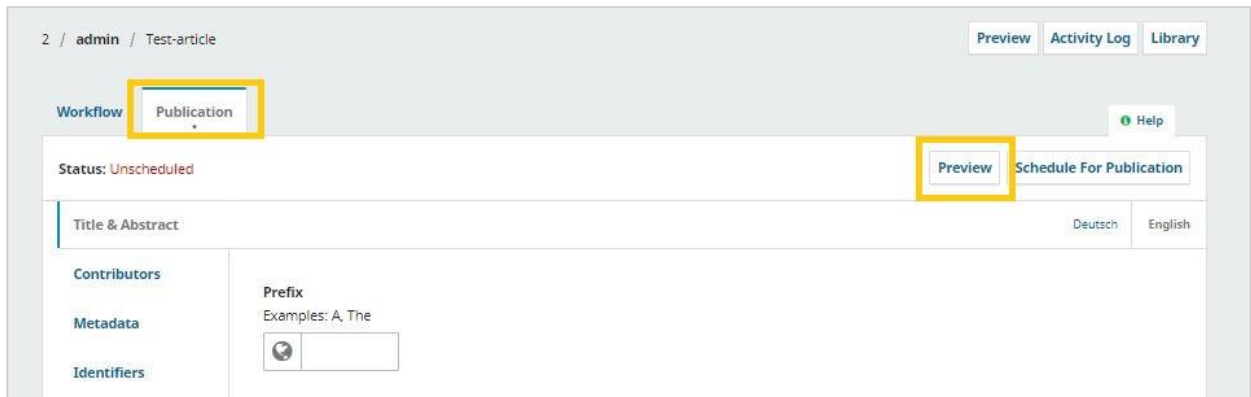 2 / admin / Test-article Preview Activity Log Library
Workflow Publication Help
Status: Unscheduled Preview Schedule For Publication
Title & Abstract Deutsch English
Contributors
Prefix
Examples: A, The
Metadata
Identifiers